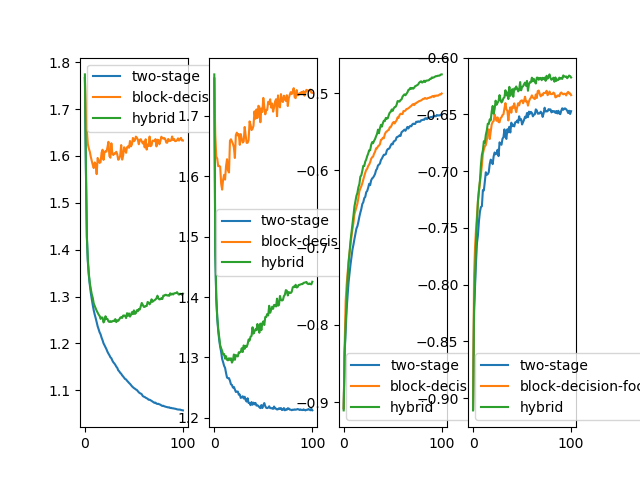 1.8
1.7
1.6
1.5
1.4
1.3
1.2
1.1
0
100
two-stage
block-decis
hybrid
1.7
1.6
1.5
1.4
1.3
1.2
0
100
two-stage
block-decis
hybrid
−0.5
−0.6
−0.7
−0.8
−0.9
0
100
two-stage
block-decis
hybrid
−0.60
−0.65
−0.70
−0.75
−0.80
−0.85
−0.90
0
100
two-stage
block-decision-foc
hybrid